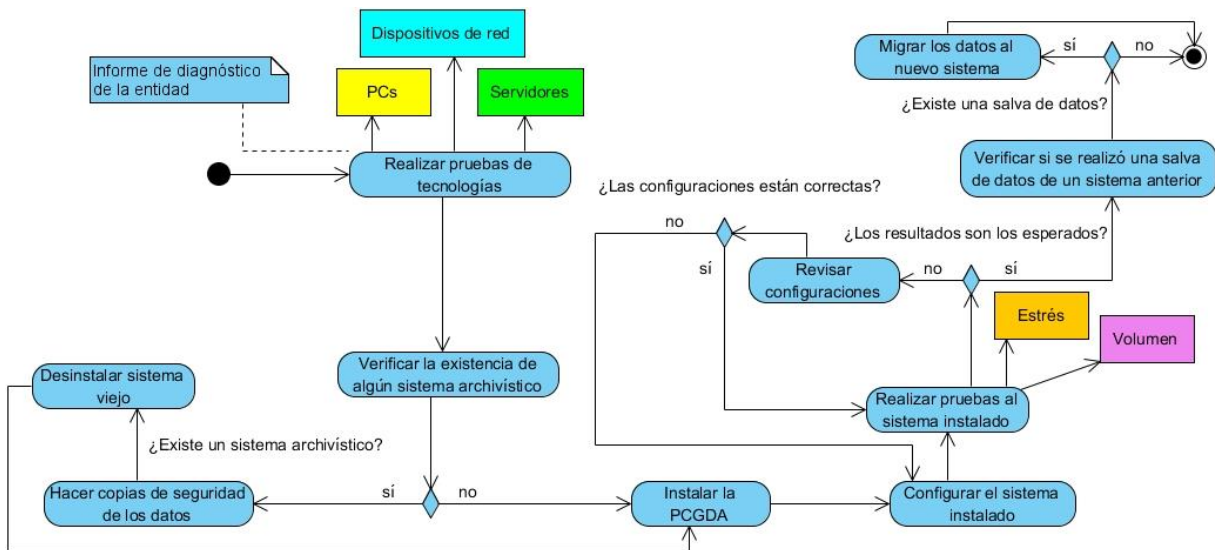 Dispositivos de red
Informe de diagnóstico
de la entidad
PCs
Servidores
Realizar pruebas de
tecnologías
Migrar los datos al
nuevo sistema
sí
no
¿Existe una salva de datos?
Verificar si se realizó una salva
de datos de un sistema anterior
¿Las configuraciones están correctas?
no
sí
¿Los resultados son los esperados?
Revisar
configuraciones
no
sí
Estrés
Volumen
Verificar la existencia de
algún sistema archivístico
Desinstalar sistema
viejo
Realizar pruebas al
sistema instalado
¿Existe un sistema archivístico?
Hacer copias de seguridad
de los datos
sí
no
Instalar la
PCGDA
Configurar el sistema
instalado